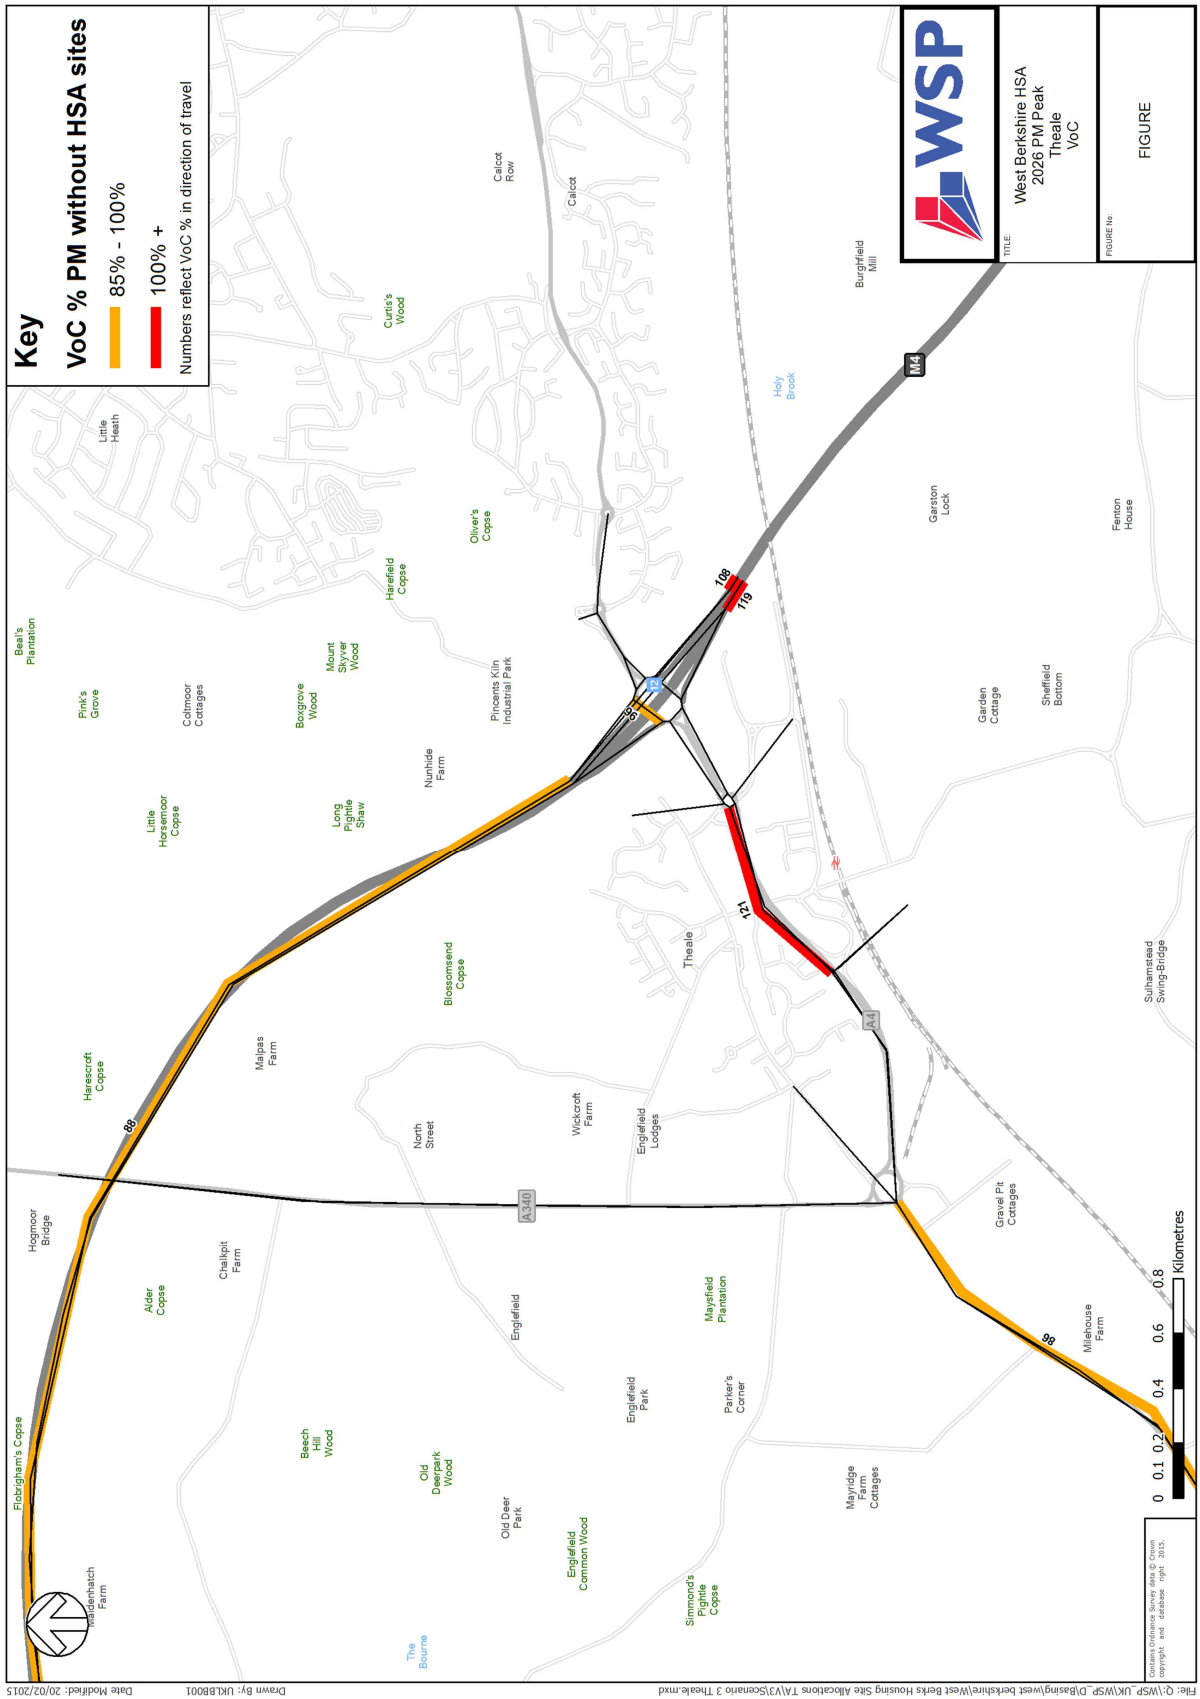 Key
VoC % PM without HSA sites
85% - 100%
100% +
Numbers reflect VoC % in direction of travel
Flobrigham's Copse
Maidenhatch
Farm
Hogmoor
Bridge
Harescroft
Copse
Beal's
Plantation
Pink's
Grove
Little
Heath
88
Alder
Copse
Chalkpit
Farm
Malpas
Farm
Little
Horsemoor
Copse
Coltmoor
Cottages
Beech
Hill
Wood
Boxgrove
Wood
Mount
Skyver
Wood
Long
Pightle
Shaw
Harefield
Copse
Curtis's
Wood
The
Bourne
Old
Deerpark
Wood
North
Street
Blossomsend
Copse
Nunhide
Farm
Oliver's
Copse
Old Deer
Park
Englefield
A340
Pincents Kiln
Industrial Park
Calcot
Row
Calcot
Englefield
Common Wood
Wickcroft
Farm
Englefield
Park
Englefield
Lodges
96
12
Theale
Simmond's
Pightle
Copse
Parker's
Corner
Maysfield
Plantation
121
108
119
Holy
Brook
Burghfield
Mill
M4
Mayridge
Farm
Cottages
A4
Garston
Lock
Gravel Pit
Cottages
Garden
Cottage
Sheffield
Bottom
98
Milehouse
Farm
Sulhamstead
Swing-Bridge
Fenton
House
0 0.1 0.2 0.4 0.6 0.8
Kilometres
Contains Ordnance Survey data © Crown
copyright and database right 2015.
WSP
TITLE:
West Berkshire HSA
2026 PM Peak
Theale
VoC
FIGURE No:
FIGURE
Date Modified: 20/02/2015
Drawn By: UKLBB001
File: Q:\WSP_UK\WSP_D\Basing\west berkshire\West Berks Housing Site Allocations TA\V3\Scenario 3 Theale.mxd